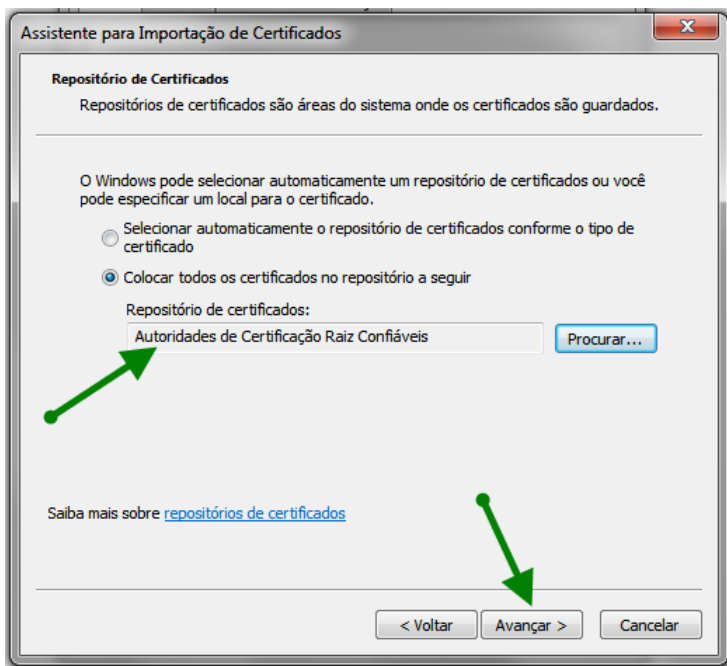 Assistente para Importação de Certificados
Repositório de Certificados
Repositórios de certificados são áreas do sistema onde os certificados são guardados.
O Windows pode selecionar automaticamente um repositório de certificados ou você
pode especificar um local para o certificado.
Selecionar automaticamente o repositório de certificados conforme o tipo de
certificado
Colocar todos os certificados no repositório a seguir
Repositório de certificados:
Autoridades de Certificação Raiz Confiáveis
Procurar...
Saiba mais sobre repositórios de certificados
< Voltar
Avançar >
Cancelar